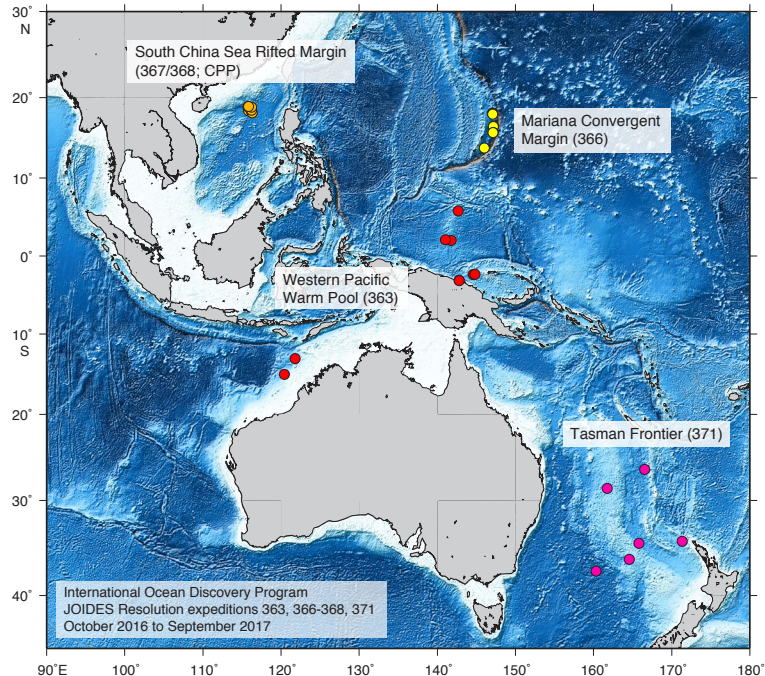 30˚
N
South China Sea Rifted Margin
(367/368; CPP)
20˚
Mariana Convergent
Margin (366)
10˚
0˚
Western Pacific
Warm Pool (363)
10˚
S
20˚
Tasman Frontier (371)
30˚
40˚
International Ocean Discovery Program
JOIDES Resolution expeditions 363, 366-368, 371
October 2016 to September 2017
90˚E 100˚ 110˚ 120˚ 130˚ 140˚ 150˚ 160˚ 170˚ 180˚